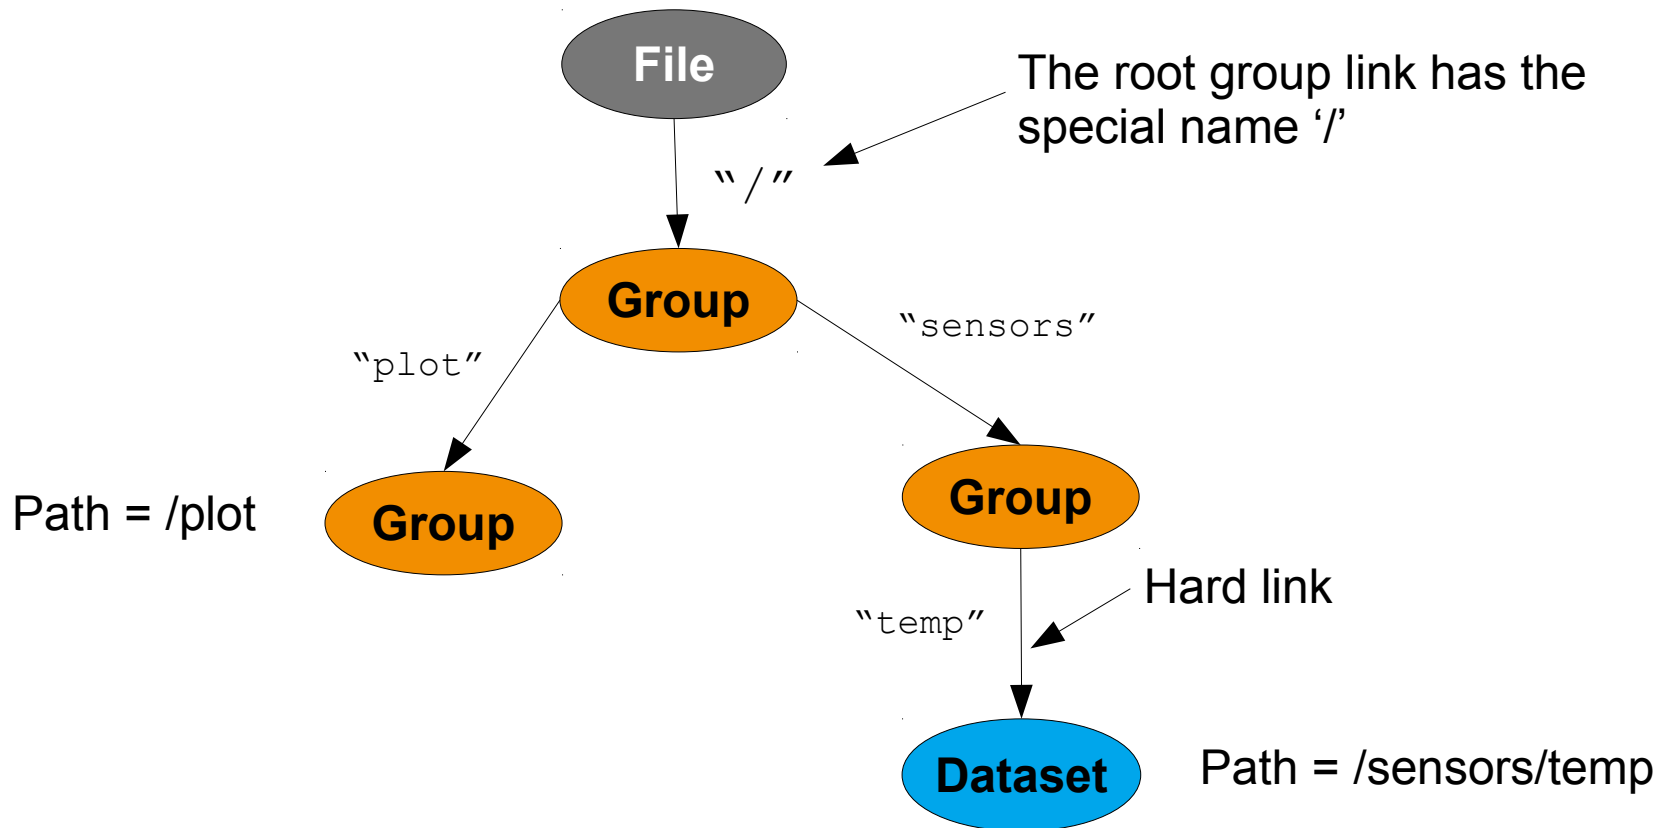 File
The root group link has the
special name ‘/’
“/”
Group
“sensors”
“plot”
Group
Path = /plot
Group
Hard link
“temp”
Dataset
Path = /sensors/temp